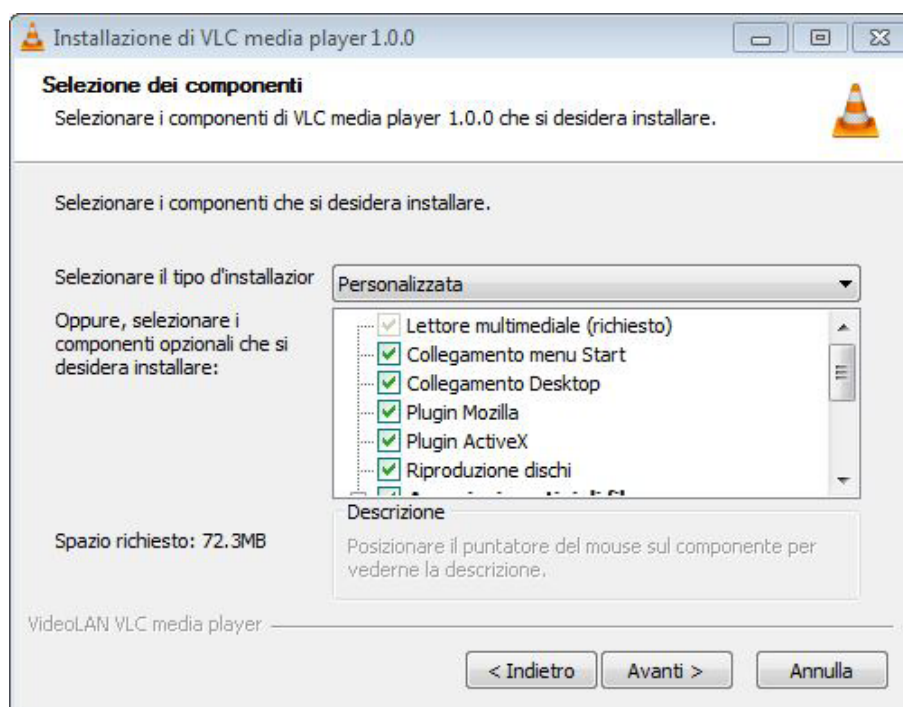 Installazione di VLC media player 1.0.0
Selezione dei componenti
Selezionare i componenti di VLC media player 1.0.0 che si desidera installare.
Selezionare i componenti che si desidera installare.
Selezionare il tipo d'installazior
Personalizzata
Oppure, selezionare i
componenti opzionali che si
desidera installare:
Lettore multimediale (richiesto)
Collegamento menu Start
Collegamento Desktop
Plugin Mozilla
Plugin ActiveX
Riproduzione dischi
Spazio richiesto: 72.3MB
Descrizione
Posizionare il puntatore del mouse sul componente per
vederne la descrizione.
VideoLAN VLC media player
< Indietro
Avanti >
Annulla